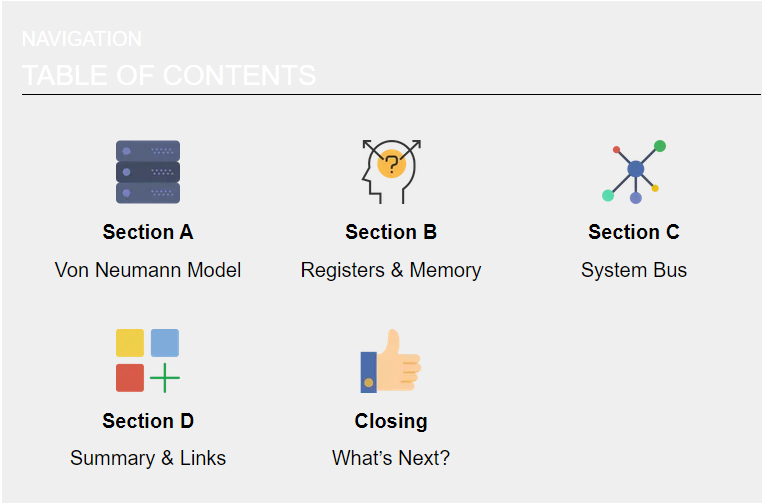 NAVIGATION
TABLE OF CONTENTS
Section A
Von Neumann Model
Section B
Registers & Memory
Section C
System Bus
Section D
Summary & Links
Closing
What’s Next?